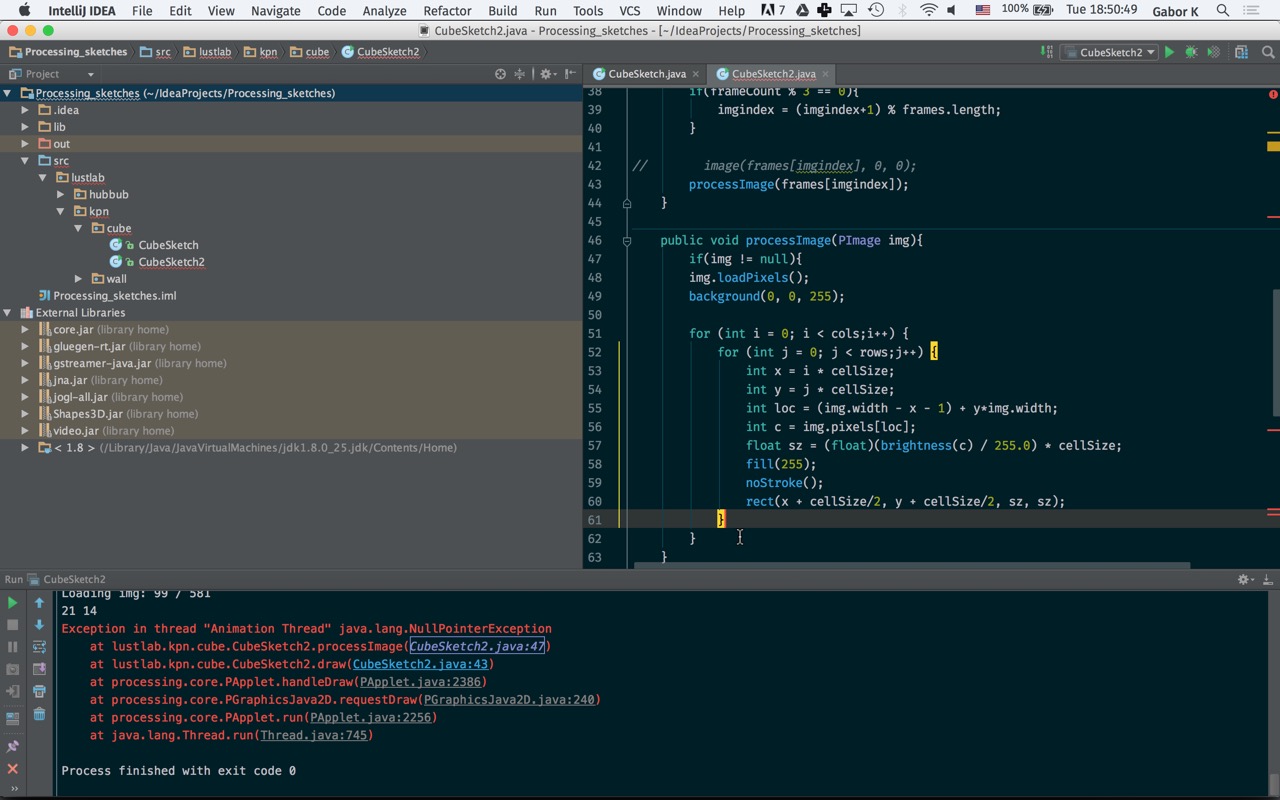 IntelliJ IDEA File Edit View Navigate Code Analyze Refactor Build Run Tools VCS Window Help 7 100% Tue 18:50:49 Gabor K
CubeSketch2.java - Processing_sketches - [~/IdeaProjects/Processing_sketches]
Processing_sketches src lustlab kpn cube CubeSketch2 CubeSketch2
Project CubeSketch.java CubeSketch2.java
Processing_sketches (~/IdeaProjects/Processing_sketches)
.idea
lib
out
src
lustlab
hubbub
kpn
cube
CubeSketch
CubeSketch2
wall
Processing_sketches.iml
External Libraries
core.jar (library home)
gluegen-rt.jar (library home)
gstreamer-java.jar (library home)
jna.jar (library home)
jogl-all.jar (library home)
Shapes3D.jar (library home)
video.jar (library home)
< 1.8 > (/Library/Java/JavaVirtualMachines/jdk1.8.0_25.jdk/Contents/Home)
38 if(frameCount % 3 == 0){
39 imgindex = (imgindex+1) % frames.length;
40 }
41
42 // image(frames[imgindex], 0, 0);
43 processImage(frames[imgindex]);
44 }
45
46 public void processImage(PImage img){
47 if(img != null){
48 img.loadPixels();
49 background(0, 0, 255);
50
51 for (int i = 0; i < cols;i++) {
52 for (int j = 0; j < rows;j++) {
53 int x = i * cellSize;
54 int y = j * cellSize;
55 int loc = (img.width - x - 1) + y*img.width;
56 int c = img.pixels[loc];
57 float sz = (float)(brightness(c) / 255.0) * cellSize;
58 fill(255);
59 noStroke();
60 rect(x + cellSize/2, y + cellSize/2, sz, sz);
61 }
62 }
63 }
Run CubeSketch2
Loading img: 99 / 581
21 14
Exception in thread "Animation Thread" java.lang.NullPointerException
at lustlab.kpn.cube.CubeSketch2.processImage(CubeSketch2.java:47)
at lustlab.kpn.cube.CubeSketch2.draw(CubeSketch2.java:43)
at processing.core.PApplet.handleDraw(PApplet.java:2386)
at processing.core.PGraphicsJava2D.requestDraw(PGraphicsJava2D.java:240)
at processing.core.PApplet.run(PApplet.java:2256)
at java.lang.Thread.run(Thread.java:745)
Process finished with exit code 0